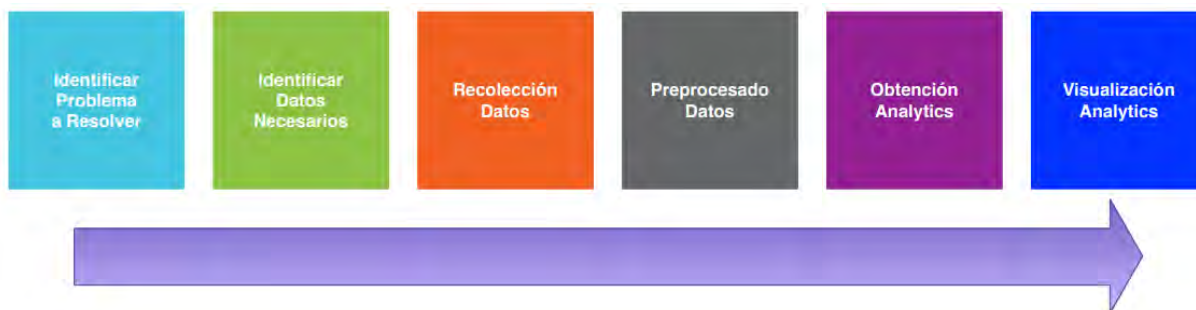 Identificar
Problema
a Resolver
Identificar
Datos
Necesarios
Recolección
Datos
Preprocesado
Datos
Obtención
Analytics
Visualización
Analytics